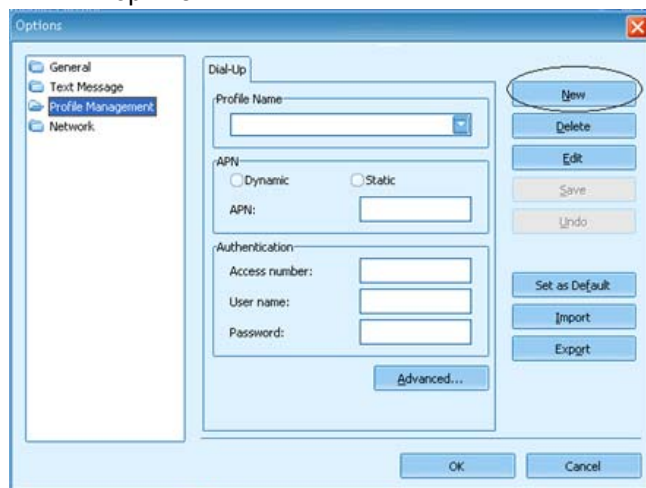 Options
General
Text Message
Profile Management
Network
Dial-Up
Profile Name
APN
Dynamic Static
APN:
Authentication
Access number:
User name:
Password:
Advanced...
New
Delete
Edit
Save
Undo
Set as Default
Import
Export
OK Cancel